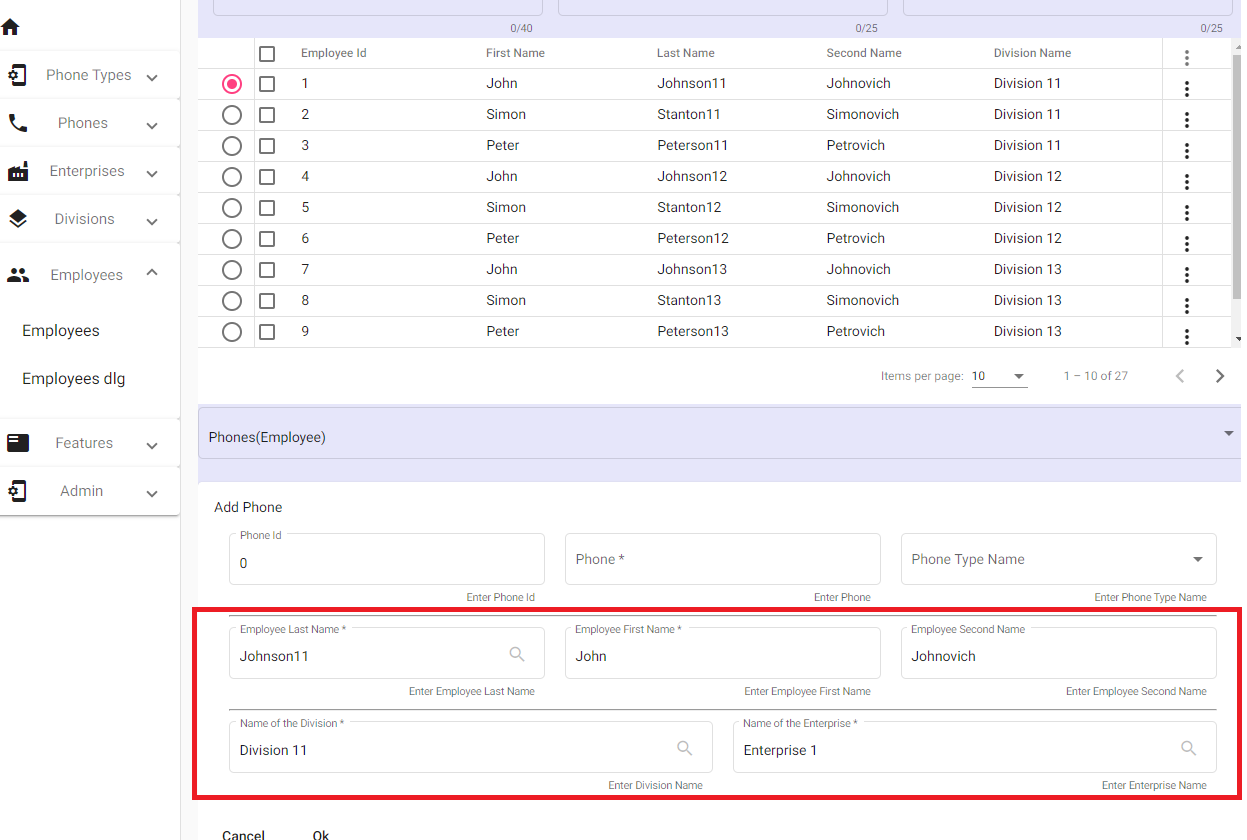 0/40 0/25 0/25
Employee Id First Name Last Name Second Name Division Name
Phone Types
1 John Johnson11 Johnovich Division 11
2 Simon Stanton11 Simonovich Division 11
Phones
3 Peter Peterson11 Petrovich Division 11
Enterprises
4 John Johnson12 Johnovich Division 12
5 Simon Stanton12 Simonovich Division 12
Divisions
6 Peter Peterson12 Petrovich Division 12
Employees
7 John Johnson13 Johnovich Division 13
8 Simon Stanton13 Simonovich Division 13
Employees
9 Peter Peterson13 Petrovich Division 13
Employees dlg
Items per page: 10 1 – 10 of 27
Features
Phones(Employee)
Admin
Add Phone
Phone Id
0 Phone * Phone Type Name
Enter Phone Id Enter Phone Enter Phone Type Name
Employee Last Name * Employee First Name * Employee Second Name
Johnson11 John Johnovich
Enter Employee Last Name Enter Employee First Name Enter Employee Second Name
Name of the Division * Name of the Enterprise *
Division 11 Enterprise 1
Enter Division Name Enter Enterprise Name
Cancel Ok